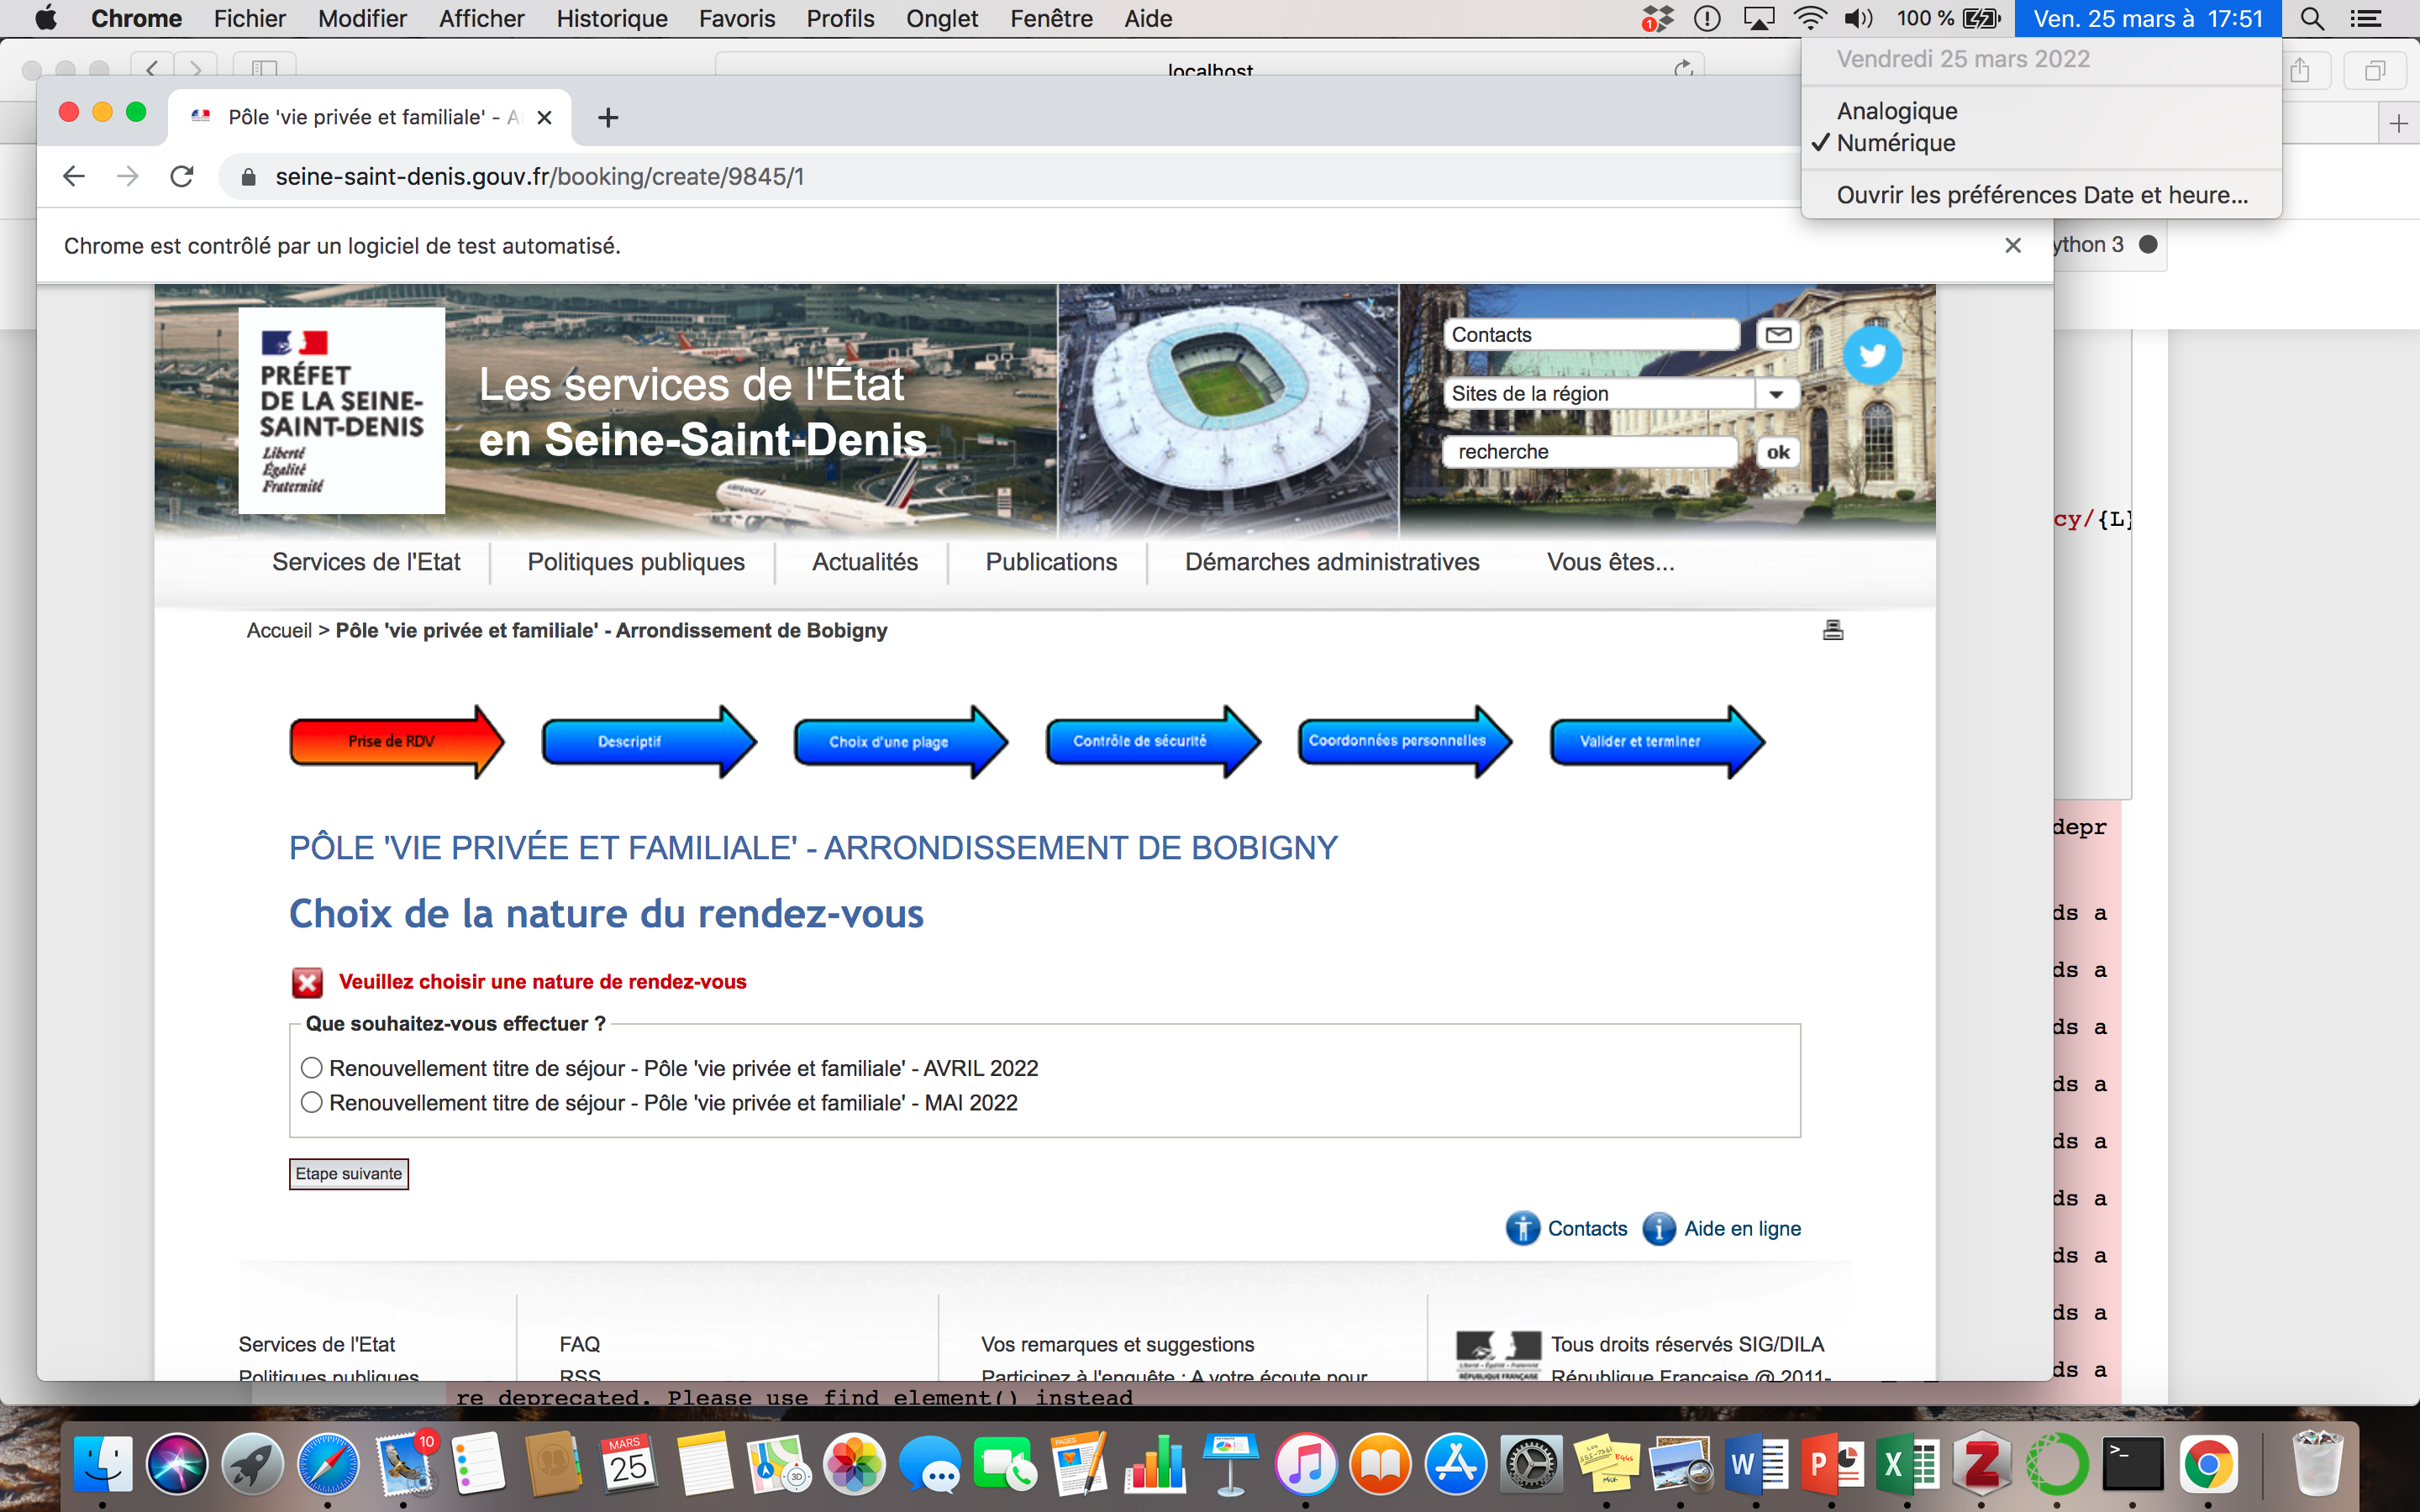 Chrome Fichier Modifier Afficher Historique Favoris Profils Onglet Fenêtre Aide 1 100 % Ven. 25 mars à 17:51
Vendredi 25 mars 2022
Analogique
✓ Numérique
Ouvrir les préférences Date et heure...
localhost
Pôle 'vie privée et familiale' - A
seine-saint-denis.gouv.fr/booking/create/9845/1
Chrome est contrôlé par un logiciel de test automatisé.
ython 3
PRÉFET
DE LA SEINE-
SAINT-DENIS
Liberté
Égalité
Fraternité
Les services de l'État
en Seine-Saint-Denis
AIRFRANCE
Contacts
Sites de la région
recherche
ok
cy/{L}
Services de l'Etat
Politiques publiques
Actualités
Publications
Démarches administratives
Vous êtes...
Accueil > Pôle 'vie privée et familiale' - Arrondissement de Bobigny
Prise de RDV
Descriptif
Choix d'une plage
Contrôle de sécurité
Coordonnées personnelles
Valider et terminer
PÔLE 'VIE PRIVÉE ET FAMILIALE' - ARRONDISSEMENT DE BOBIGNY
Choix de la nature du rendez-vous
Veuillez choisir une nature de rendez-vous
Que souhaitez-vous effectuer ?
Renouvellement titre de séjour - Pôle 'vie privée et familiale' - AVRIL 2022
Renouvellement titre de séjour - Pôle 'vie privée et familiale' - MAI 2022
Etape suivante
Contacts
Aide en ligne
depr
ds a
ds a
ds a
ds a
ds a
ds a
ds a
ds a
ds a
Services de l'Etat
Politiques publiques
FAQ
RSS
Vos remarques et suggestions
Participez à l'enquête : A votre écoute pour
Liberté • Égalité • Fraternité
RÉPUBLIQUE FRANÇAISE
Tous droits réservés SIG/DILA
République Française @ 2011-
re deprecated. Please use find_element() instead
10
MARS
25
3D
PAGES
W
P
X
Z
>_